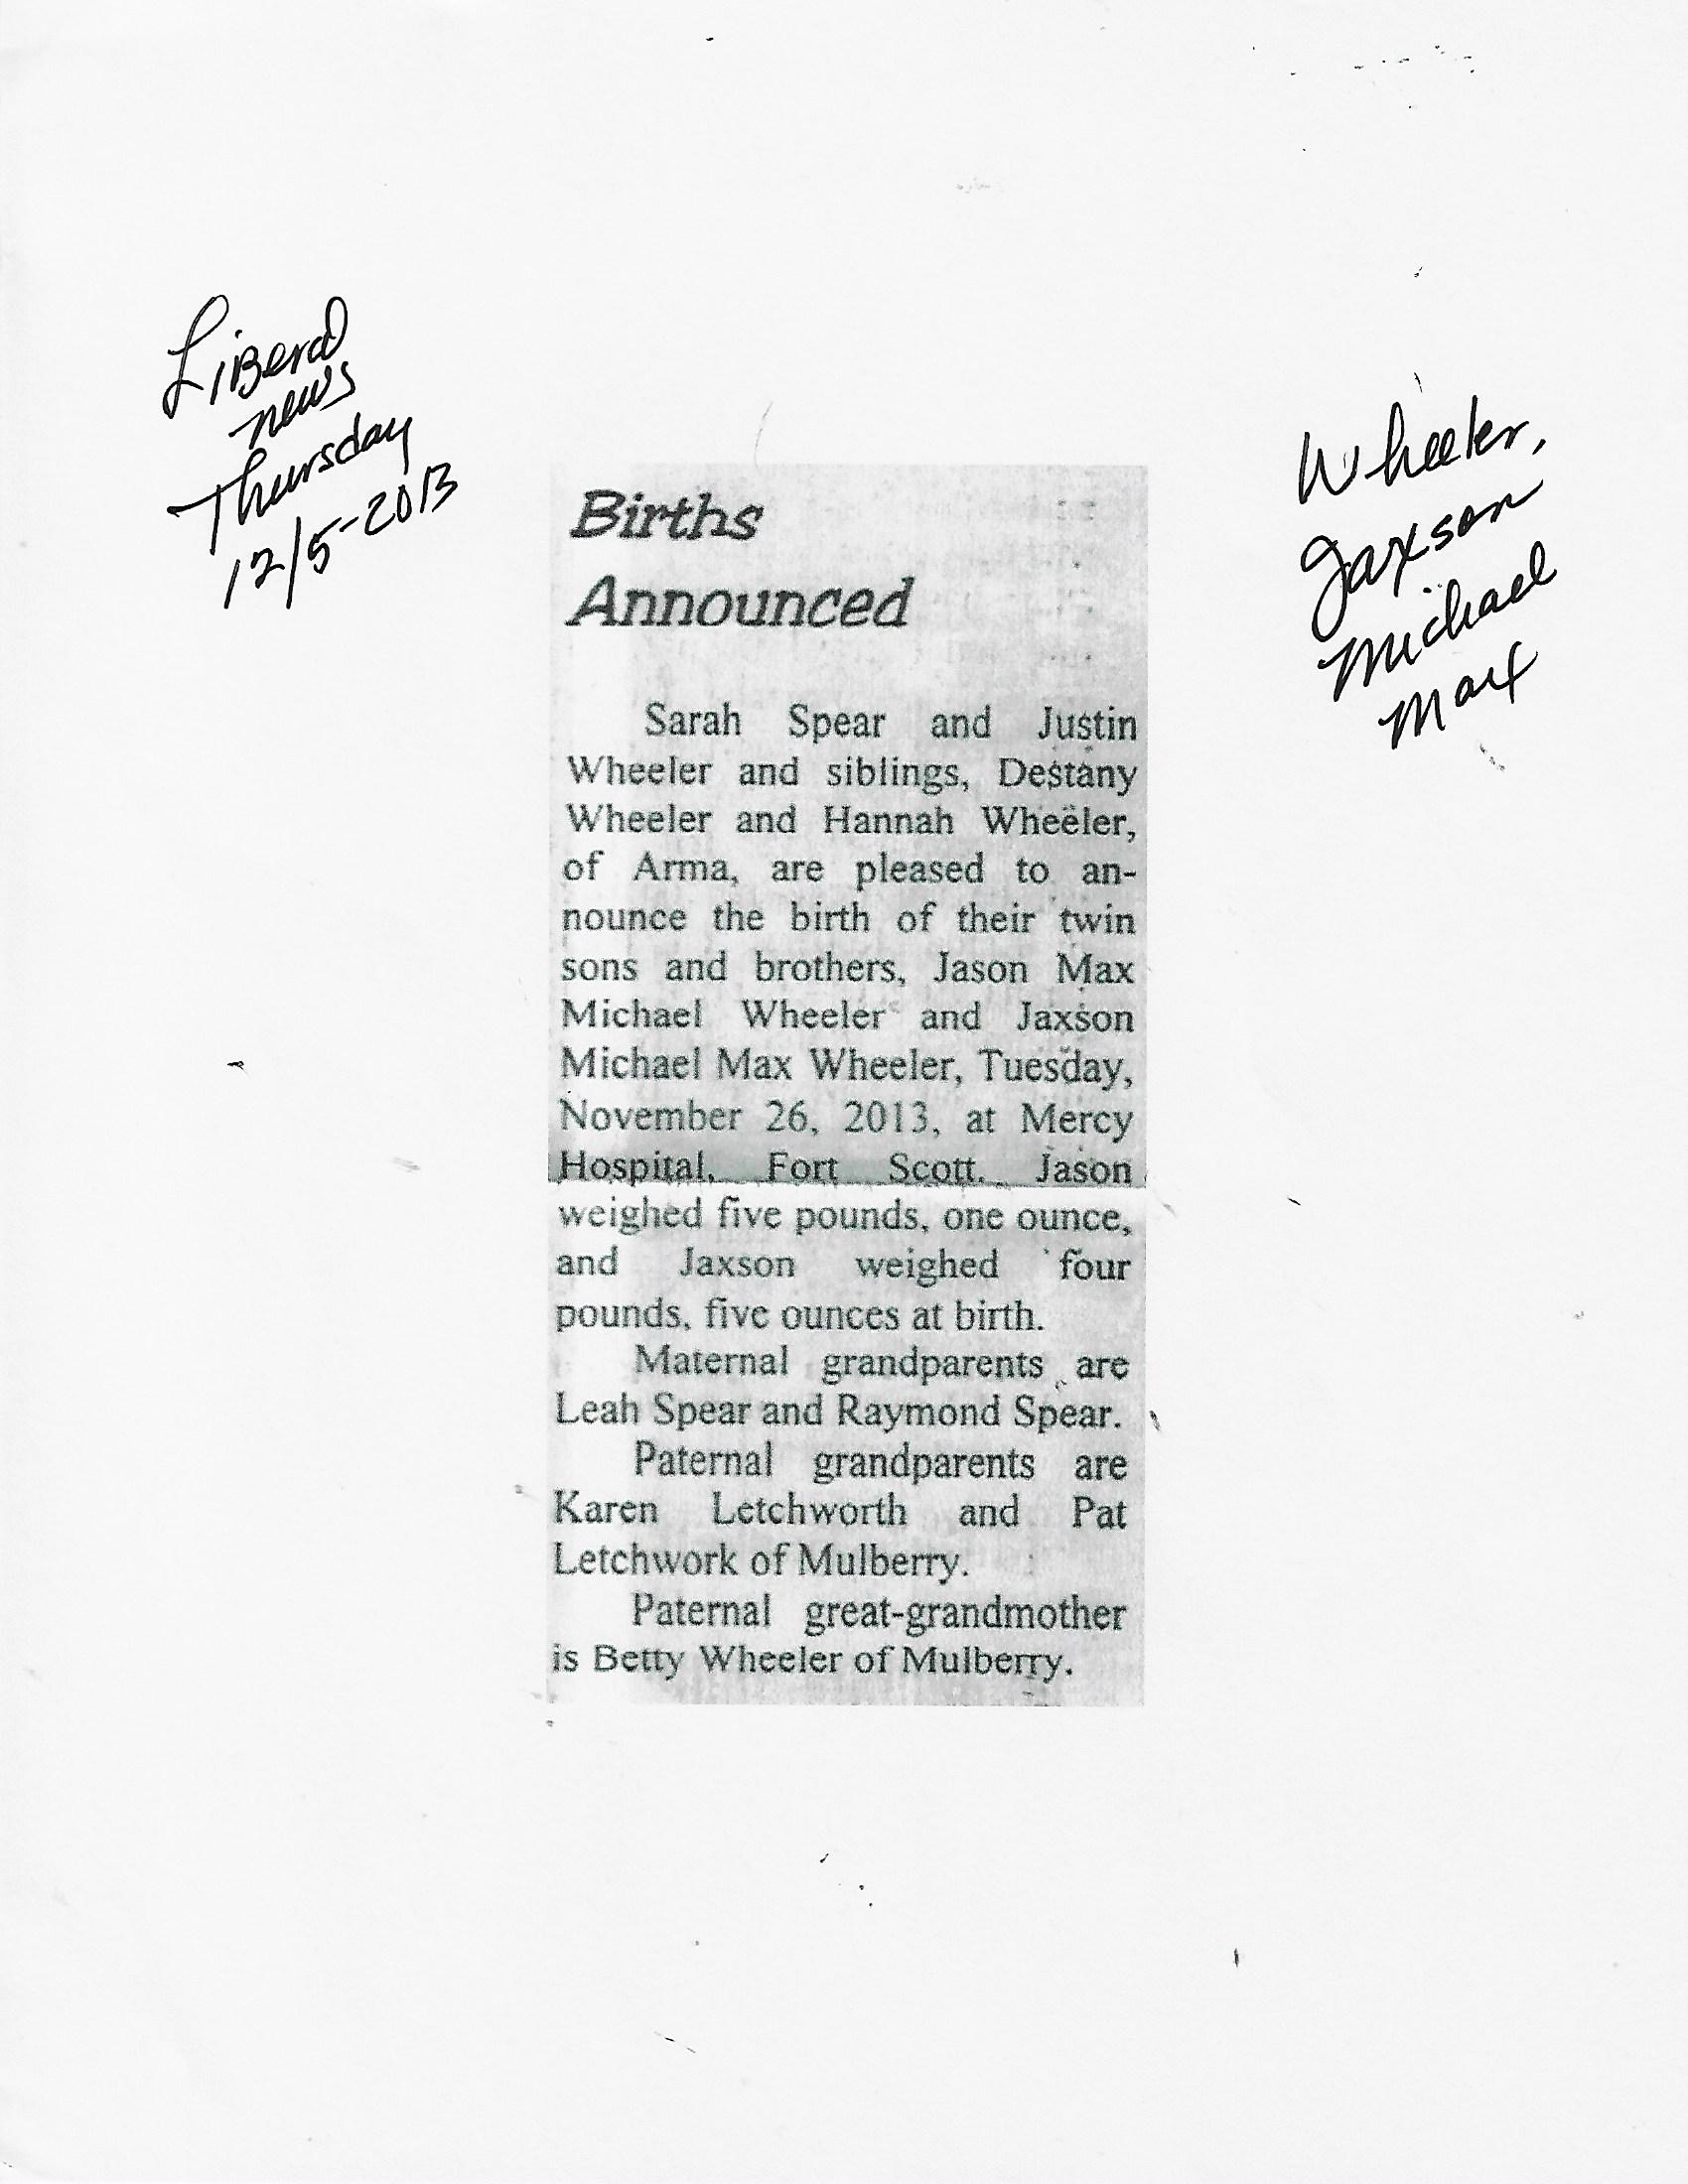 LiBeral
news
Thursday
12/5-2013
Wheeler,
Jaxson
Michael
Max
Births
Announced
Sarah Spear and Justin
Wheeler and siblings, Destany
Wheeler and Hannah Wheeler,
of Arma, are pleased to an-
nounce the birth of their twin
sons and brothers, Jason Max
Michael Wheeler and Jaxson
Michael Max Wheeler, Tuesday,
November 26, 2013, at Mercy
Hospital, Fort Scott. Jason
weighed five pounds, one ounce,
and Jaxson weighed four
pounds, five ounces at birth.
Maternal grandparents are
Leah Spear and Raymond Spear.
Paternal grandparents are
Karen Letchworth and Pat
Letchwork of Mulberry.
Paternal great-grandmother
is Betty Wheeler of Mulberry.